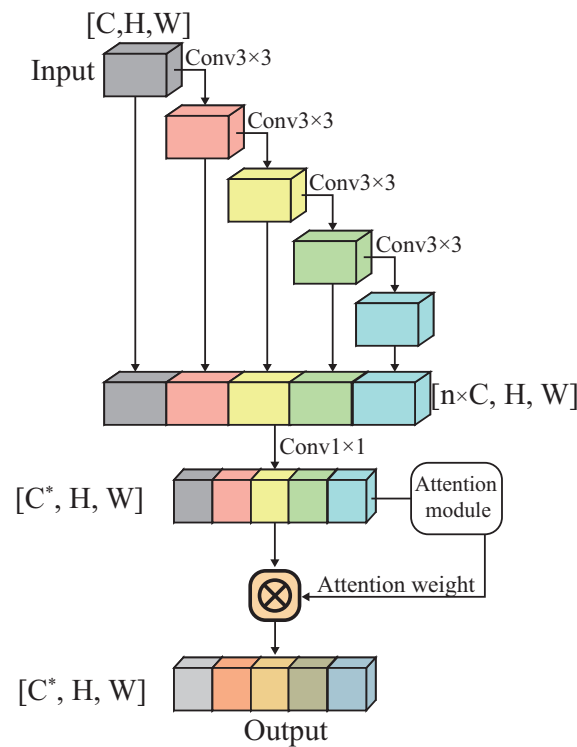 [C,H,W]
Input
Conv3×3
Conv3×3
Conv3×3
Conv3×3
[n×C, H, W]
Conv1×1
[C*, H, W]
Attention
module
Attention weight
[C*, H, W]
Output